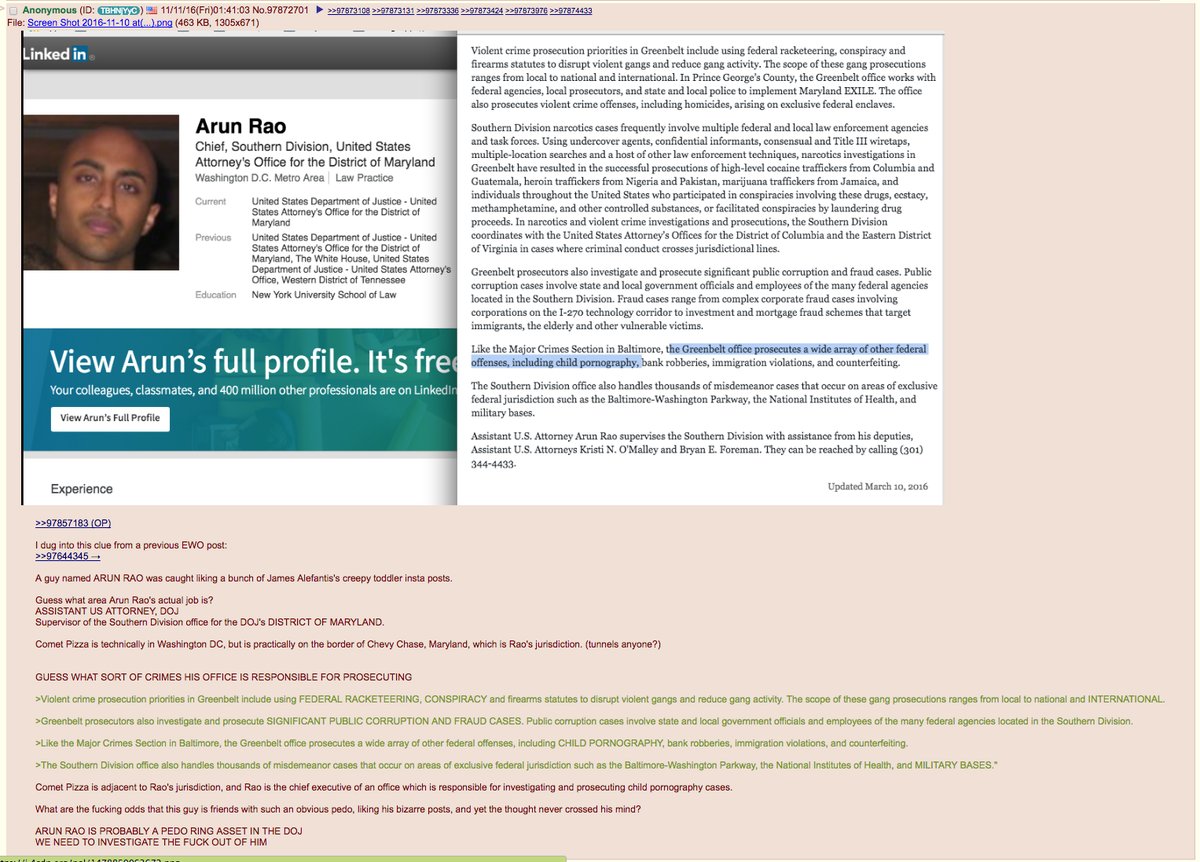 Anonymous (ID: TBHNjYyC) 11/11/16(Fri)01:41:03 No.97872701 >>97873108 >>97873131 >>97873336 >>97873424 >>97873976 >>97874433
File: Screen Shot 2016-11-10 at(...).png (463 KB, 1305x671)
Linked in
Arun Rao
Chief, Southern Division, United States
Attorney's Office for the District of Maryland
Washington D.C. Metro Area | Law Practice
Current United States Department of Justice - United
States Attorney's Office for the District of
Maryland
Previous United States Department of Justice - United
States Attorney's Office for the District of
Maryland, The White House, United States
Department of Justice - United States Attorney's
Office, Western District of Tennessee
Education New York University School of Law
View Arun's full profile. It's free
Your colleagues, classmates, and 400 million other professionals are on LinkedIn
View Arun's Full Profile
Experience
Violent crime prosecution priorities in Greenbelt include using federal racketeering, conspiracy and
firearms statutes to disrupt violent gangs and reduce gang activity. The scope of these gang prosecutions
ranges from local to national and international. In Prince George's County, the Greenbelt office works with
federal agencies, local prosecutors, and state and local police to implement Maryland EXILE. The office
also prosecutes violent crime offenses, including homicides, arising on exclusive federal enclaves.
Southern Division narcotics cases frequently involve multiple federal and local law enforcement agencies
and task forces. Using undercover agents, confidential informants, consensual and Title III wiretaps,
multiple-location searches and a host of other law enforcement techniques, narcotics investigations in
Greenbelt have resulted in the successful prosecutions of high-level cocaine traffickers from Columbia and
Guatemala, heroin traffickers from Nigeria and Pakistan, marijuana traffickers from Jamaica, and
individuals throughout the United States who participated in conspiracies involving these drugs, ecstacy,
methamphetamine, and other controlled substances, or facilitated conspiracies by laundering drug
proceeds. In narcotics and violent crime investigations and prosecutions, the Southern Division
coordinates with the United States Attorney's Offices for the District of Columbia and the Eastern District
of Virginia in cases where criminal conduct crosses jurisdictional lines.
Greenbelt prosecutors also investigate and prosecute significant public corruption and fraud cases. Public
corruption cases involve state and local government officials and employees of the many federal agencies
located in the Southern Division. Fraud cases range from complex corporate fraud cases involving
corporations on the I-270 technology corridor to investment and mortgage fraud schemes that target
immigrants, the elderly and other vulnerable victims.
Like the Major Crimes Section in Baltimore, the Greenbelt office prosecutes a wide array of other federal
offenses, including child pornography, bank robberies, immigration violations, and counterfeiting.
The Southern Division office also handles thousands of misdemeanor cases that occur on areas of exclusive
federal jurisdiction such as the Baltimore-Washington Parkway, the National Institutes of Health, and
military bases.
Assistant U.S. Attorney Arun Rao supervises the Southern Division with assistance from his deputies,
Assistant U.S. Attorneys Kristi N. O'Malley and Bryan E. Foreman. They can be reached by calling (301)
344-4433.
Updated March 10, 2016
>>97857183 (OP)
I dug into this clue from a previous EWO post:
>>97644345 →
A guy named ARUN RAO was caught liking a bunch of James Alefantis's creepy toddler insta posts.
Guess what area Arun Rao's actual job is?
ASSISTANT US ATTORNEY, DOJ
Supervisor of the Southern Division office for the DOJ's DISTRICT OF MARYLAND.
Comet Pizza is technically in Washington DC, but is practically on the border of Chevy Chase, Maryland, which is Rao's jurisdiction. (tunnels anyone?)
GUESS WHAT SORT OF CRIMES HIS OFFICE IS RESPONSIBLE FOR PROSECUTING
>Violent crime prosecution priorities in Greenbelt include using FEDERAL RACKETEERING, CONSPIRACY and firearms statutes to disrupt violent gangs and reduce gang activity. The scope of these gang prosecutions ranges from local to national and INTERNATIONAL.
>Greenbelt prosecutors also investigate and prosecute SIGNIFICANT PUBLIC CORRUPTION AND FRAUD CASES. Public corruption cases involve state and local government officials and employees of the many federal agencies located in the Southern Division.
>Like the Major Crimes Section in Baltimore, the Greenbelt office prosecutes a wide array of other federal offenses, including CHILD PORNOGRAPHY, bank robberies, immigration violations, and counterfeiting.
>The Southern Division office also handles thousands of misdemeanor cases that occur on areas of exclusive federal jurisdiction such as the Baltimore-Washington Parkway, the National Institutes of Health, and MILITARY BASES."
Comet Pizza is adjacent to Rao's jurisdiction, and Rao is the chief executive of an office which is responsible for investigating and prosecuting child pornography cases.
What are the fucking odds that this guy is friends with such an obvious pedo, liking his bizarre posts, and yet the thought never crossed his mind?
ARUN RAO IS PROBABLY A PEDO RING ASSET IN THE DOJ
WE NEED TO INVESTIGATE THE FUCK OUT OF HIM